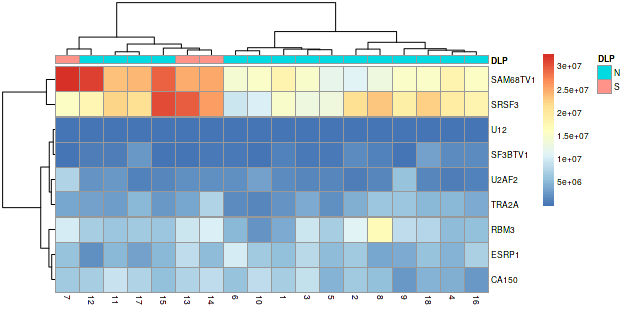 DLP
SAM68TV1
SRSF3
U12
SF3BTV1
U2AF2
TRA2A
RBM3
ESRP1
CA150
7 12 11 17 15 13 14 6 10 1 3 5 2 8 9 18 4 16
3e+07
2.5e+07
2e+07
1.5e+07
1e+07
5e+06
DLP
N
S